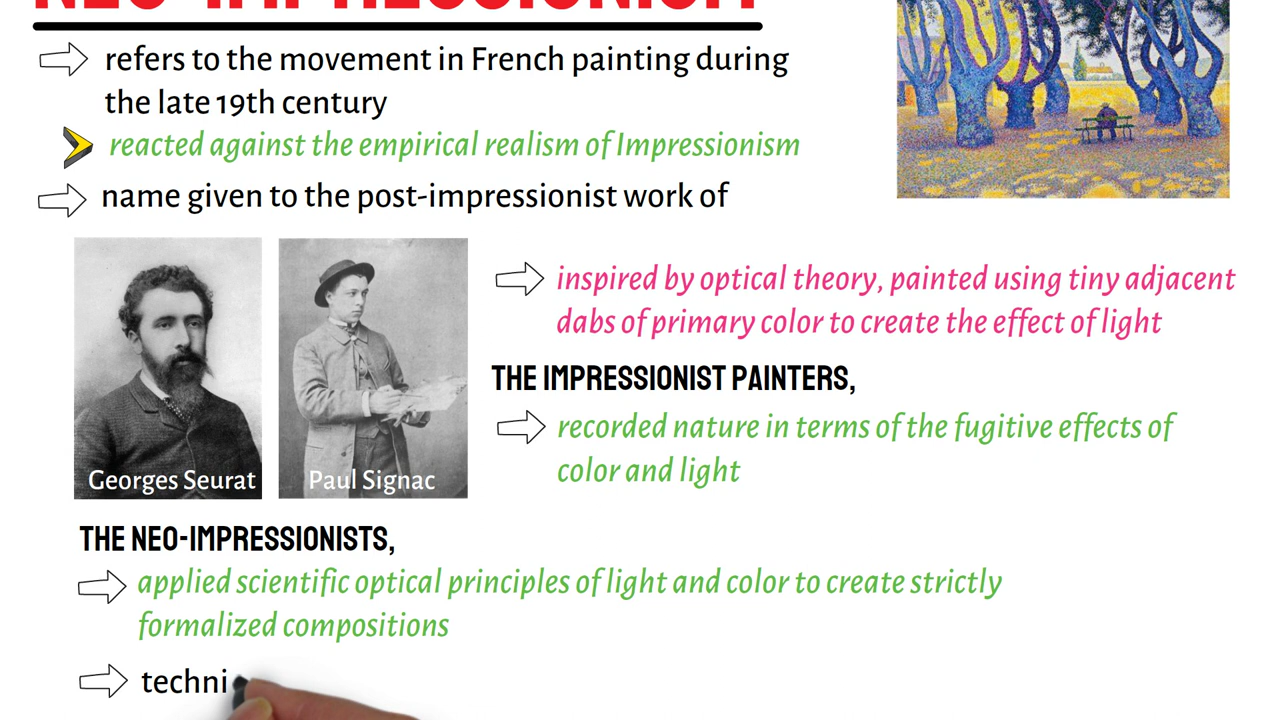 NEO-IMPRESSIONISM
refers to the movement in French painting during
the late 19th century
reacted against the empirical realism of Impressionism
name given to the post-impressionist work of
Georges Seurat
Paul Signac
inspired by optical theory, painted using tiny adjacent
dabs of primary color to create the effect of light
THE IMPRESSIONIST PAINTERS,
recorded nature in terms of the fugitive effects of
color and light
THE NEO-IMPRESSIONISTS,
applied scientific optical principles of light and color to create strictly
formalized compositions
techni